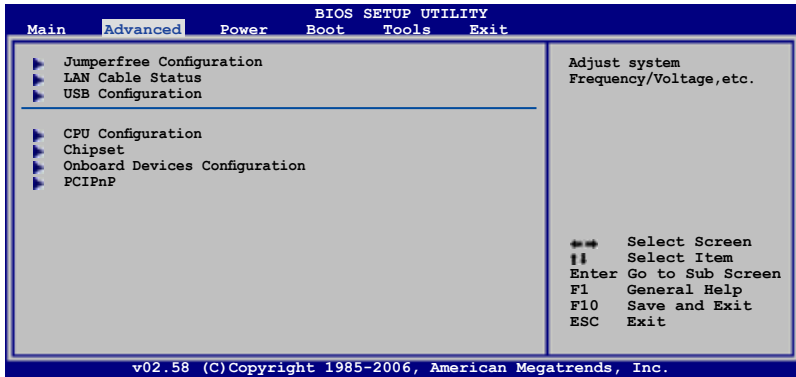 BIOS SETUP UTILITY
Main Advanced Power Boot Tools Exit
Jumperfree Configuration
LAN Cable Status
USB Configuration
CPU Configuration
Chipset
Onboard Devices Configuration
PCIPnP
Adjust system
Frequency/Voltage,etc.
Select Screen
Select Item
Enter Go to Sub Screen
F1 General Help
F10 Save and Exit
ESC Exit
v02.58 (C)Copyright 1985-2006, American Megatrends, Inc.